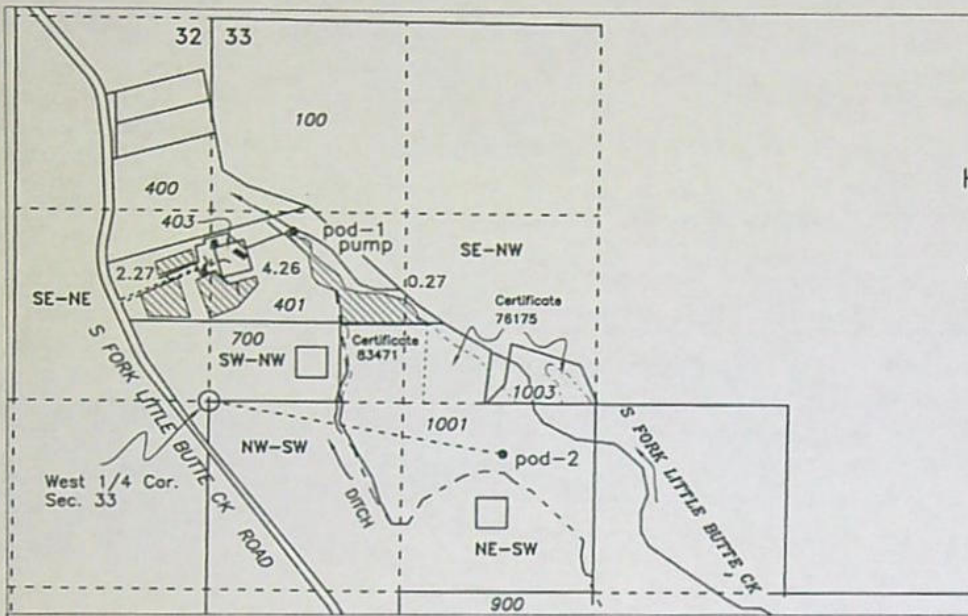 32 33
100
H
400
403
pod-1
pump
SE-NW
2.27
4.26
0.27
SE-NE
401
Certificate
76175
700
SW-NW
Certificate
83471
1003
1001
S FORK LITTLE BUTTE CK ROAD
NW-SW
pod-2
S FORK LITTLE BUTTE CK
West 1/4 Cor.
Sec. 33
DITCH
NE-SW
900